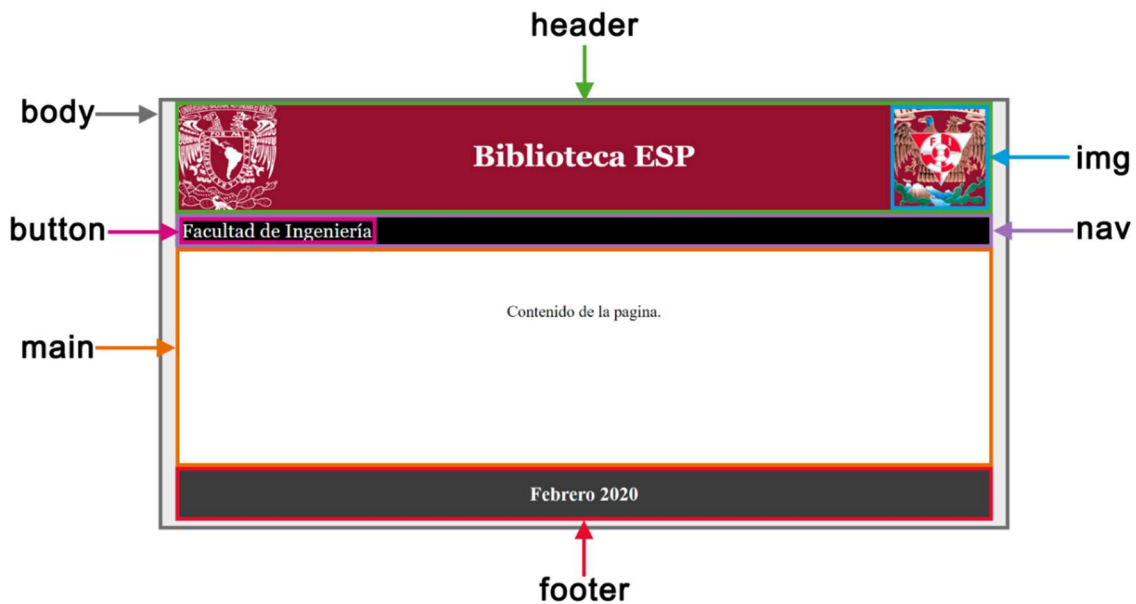 header
body
Biblioteca ESP
img
button
Facultad de Ingeniería
nav
Contenido de la pagina.
main
Febrero 2020
footer